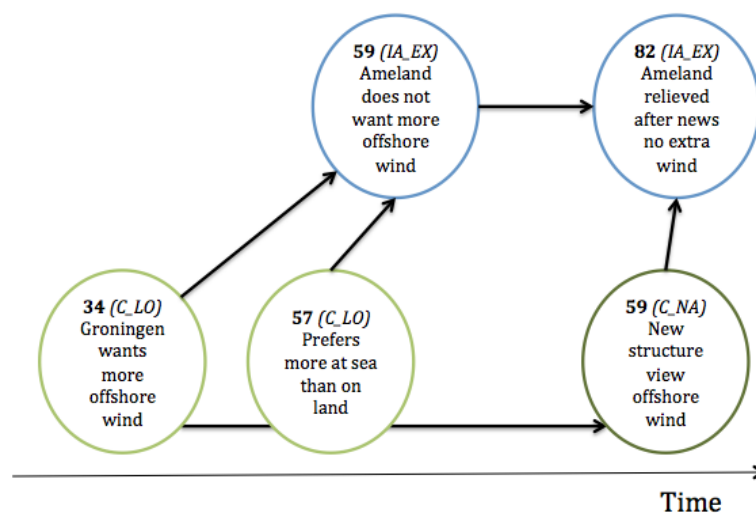 59 (IA_EX)
Ameland
does not
want more
offshore
wind
82 (IA_EX)
Ameland
relieved
after news
no extra
wind
34 (C_LO)
Groningen
wants
more
offshore
wind
57 (C_LO)
Prefers
more at sea
than on
land
59 (C_NA)
New
structure
view
offshore
wind
Time